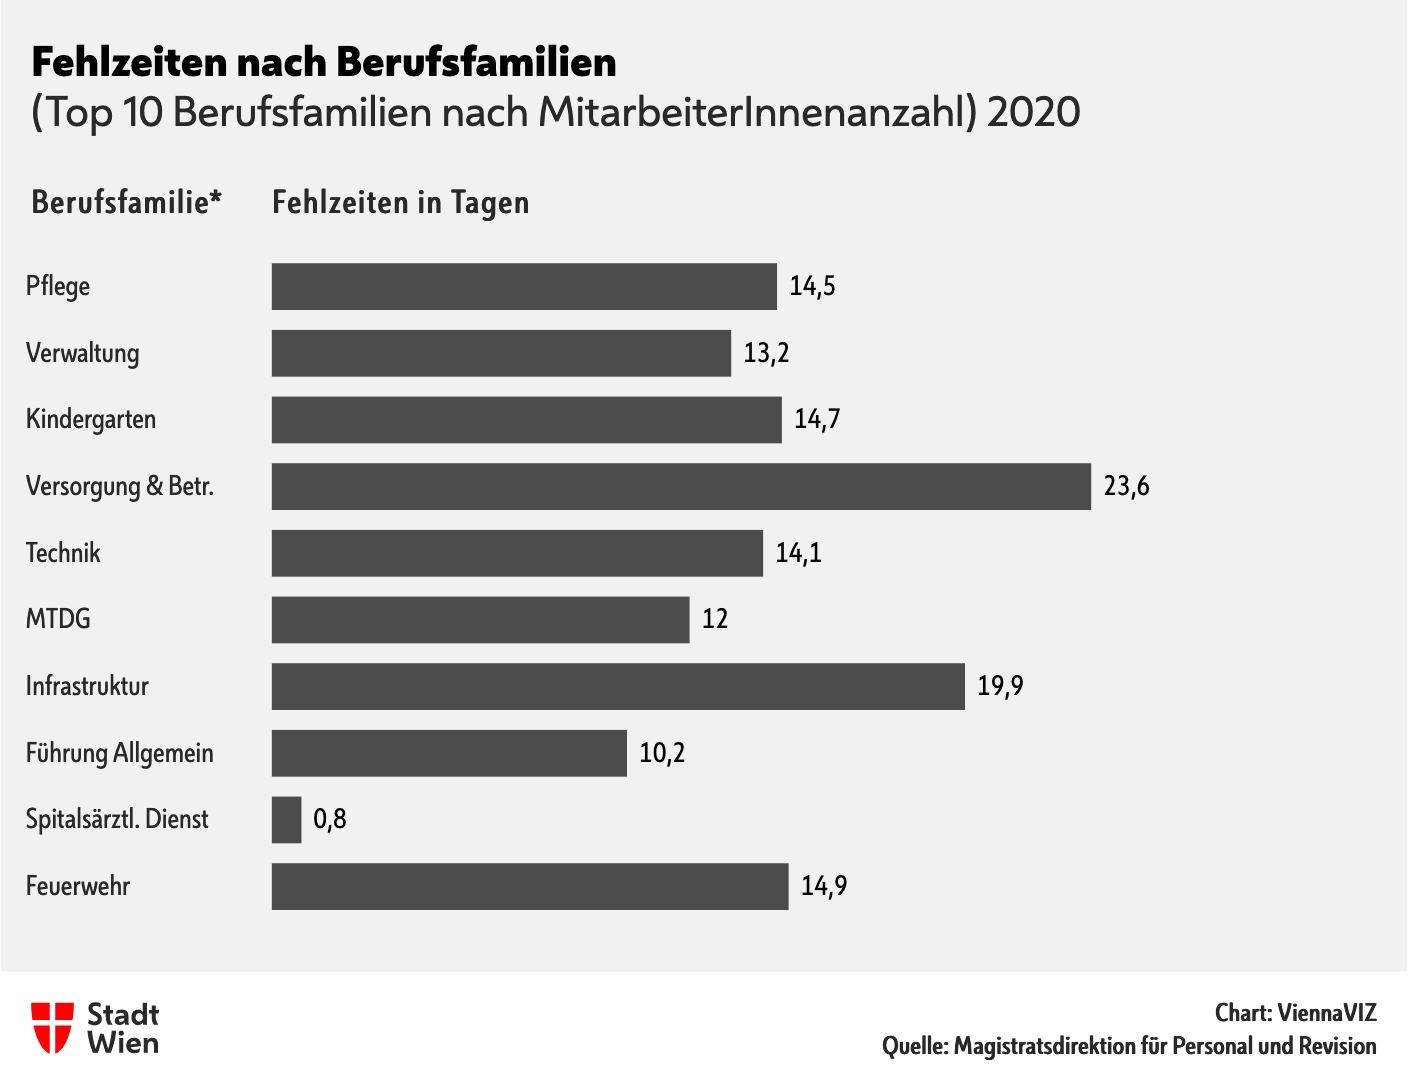 Fehlzeiten nach Berufsfamilien
(Top 10 Berufsfamilien nach MitarbeiterInnenanzahl) 2020
Berufsfamilie* Fehlzeiten in Tagen
Pflege 14,5
Verwaltung 13,2
Kindergarten 14,7
Versorgung & Betr. 23,6
Technik 14,1
MTDG 12
Infrastruktur 19,9
Führung Allgemein 10,2
Spitalsärztl. Dienst 0,8
Feuerwehr 14,9
Stadt
Wien
Chart: ViennaVIZ
Quelle: Magistratsdirektion für Personal und Revision